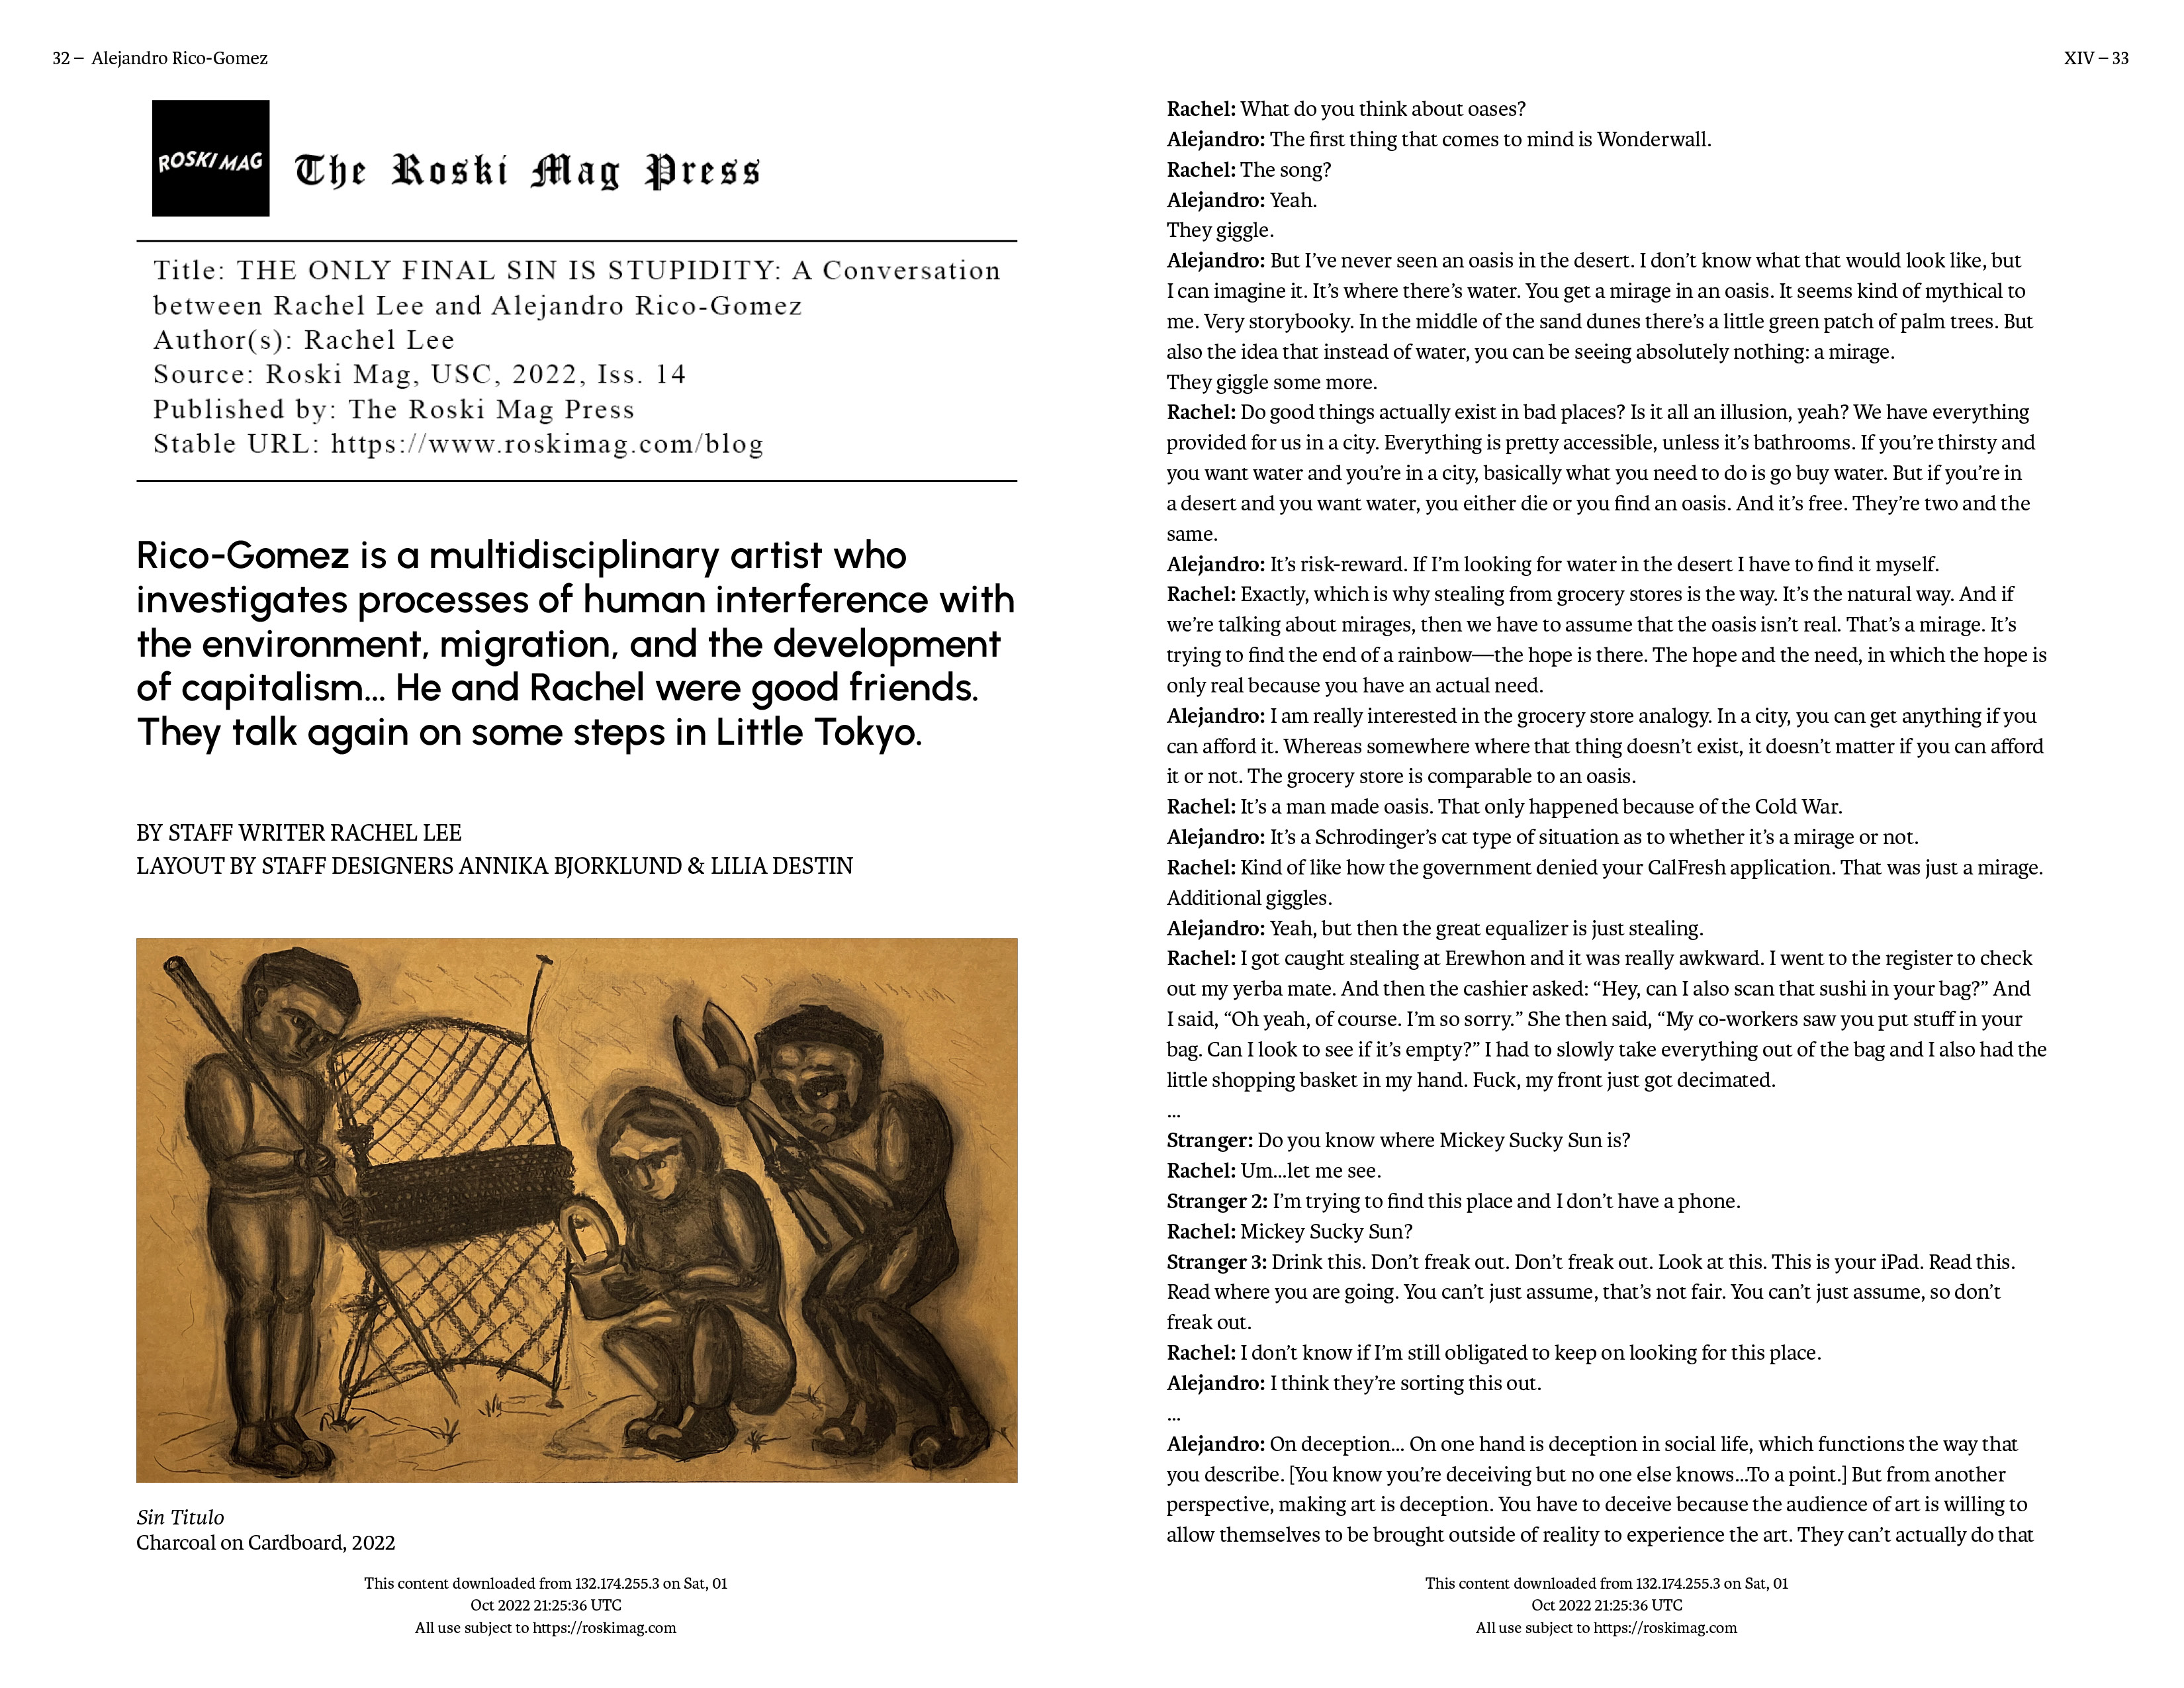 32 – Alejandro Rico-Gomez
ROSKI MAG
The Roski Mag Press
Title: THE ONLY FINAL SIN IS STUPIDITY: A Conversation
between Rachel Lee and Alejandro Rico-Gomez
Author(s): Rachel Lee
Source: Roski Mag, USC, 2022, Iss. 14
Published by: The Roski Mag Press
Stable URL: https://www.roskimag.com/blog
Rico-Gomez is a multidisciplinary artist who
investigates processes of human interference with
the environment, migration, and the development
of capitalism... He and Rachel were good friends.
They talk again on some steps in Little Tokyo.
BY STAFF WRITER RACHEL LEE
LAYOUT BY STAFF DESIGNERS ANNIKA BJORKLUND & LILIA DESTIN
Sin Titulo
Charcoal on Cardboard, 2022
This content downloaded from 132.174.255.3 on Sat, 01
Oct 2022 21:25:36 UTC
All use subject to https://roskimag.com
XIV – 33
Rachel: What do you think about oases?
Alejandro: The first thing that comes to mind is Wonderwall.
Rachel: The song?
Alejandro: Yeah.
They giggle.
Alejandro: But I’ve never seen an oasis in the desert. I don’t know what that would look like, but
I can imagine it. It’s where there’s water. You get a mirage in an oasis. It seems kind of mythical to
me. Very storybooky. In the middle of the sand dunes there’s a little green patch of palm trees. But
also the idea that instead of water, you can be seeing absolutely nothing: a mirage.
They giggle some more.
Rachel: Do good things actually exist in bad places? Is it all an illusion, yeah? We have everything
provided for us in a city. Everything is pretty accessible, unless it’s bathrooms. If you’re thirsty and
you want water and you’re in a city, basically what you need to do is go buy water. But if you’re in
a desert and you want water, you either die or you find an oasis. And it’s free. They’re two and the
same.
Alejandro: It’s risk-reward. If I’m looking for water in the desert I have to find it myself.
Rachel: Exactly, which is why stealing from grocery stores is the way. It’s the natural way. And if
we’re talking about mirages, then we have to assume that the oasis isn’t real. That’s a mirage. It’s
trying to find the end of a rainbow—the hope is there. The hope and the need, in which the hope is
only real because you have an actual need.
Alejandro: I am really interested in the grocery store analogy. In a city, you can get anything if you
can afford it. Whereas somewhere where that thing doesn’t exist, it doesn’t matter if you can afford
it or not. The grocery store is comparable to an oasis.
Rachel: It’s a man made oasis. That only happened because of the Cold War.
Alejandro: It’s a Schrodinger’s cat type of situation as to whether it’s a mirage or not.
Rachel: Kind of like how the government denied your CalFresh application. That was just a mirage.
Additional giggles.
Alejandro: Yeah, but then the great equalizer is just stealing.
Rachel: I got caught stealing at Erewhon and it was really awkward. I went to the register to check
out my yerba mate. And then the cashier asked: “Hey, can I also scan that sushi in your bag?” And
I said, “Oh yeah, of course. I’m so sorry.” She then said, “My co-workers saw you put stuff in your
bag. Can I look to see if it’s empty?” I had to slowly take everything out of the bag and I also had the
little shopping basket in my hand. Fuck, my front just got decimated.
...
Stranger: Do you know where Mickey Sucky Sun is?
Rachel: Um...let me see.
Stranger 2: I’m trying to find this place and I don’t have a phone.
Rachel: Mickey Sucky Sun?
Stranger 3: Drink this. Don’t freak out. Don’t freak out. Look at this. This is your iPad. Read this.
Read where you are going. You can’t just assume, that’s not fair. You can’t just assume, so don’t
freak out.
Rachel: I don’t know if I’m still obligated to keep on looking for this place.
Alejandro: I think they’re sorting this out.
...
Alejandro: On deception... On one hand is deception in social life, which functions the way that
you describe. [You know you’re deceiving but no one else knows...To a point.] But from another
perspective, making art is deception. You have to deceive because the audience of art is willing to
allow themselves to be brought outside of reality to experience the art. They can’t actually do that
This content downloaded from 132.174.255.3 on Sat, 01
Oct 2022 21:25:36 UTC
All use subject to https://roskimag.com